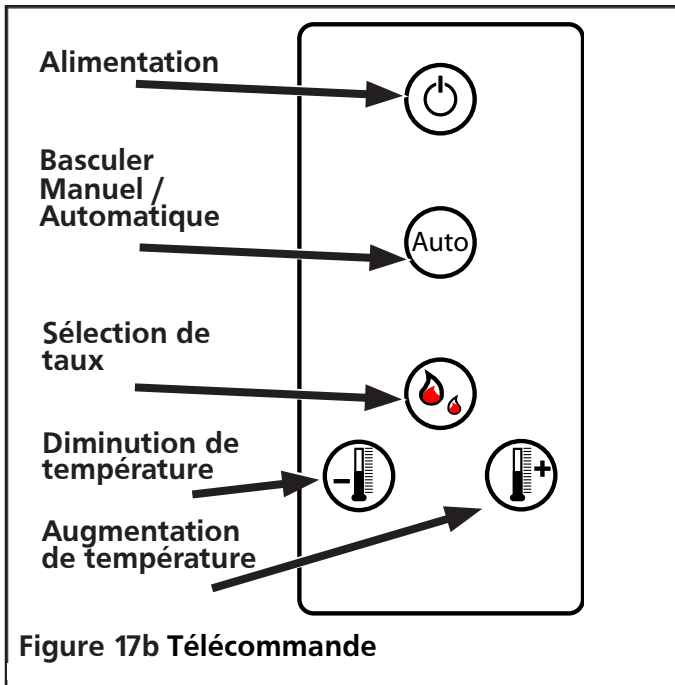 Alimentation
Basculer
Manuel /
Automatique
Auto
Sélection de
taux
Diminution de
température
−
+
Augmentation
de température
Figure 17b Télécommande